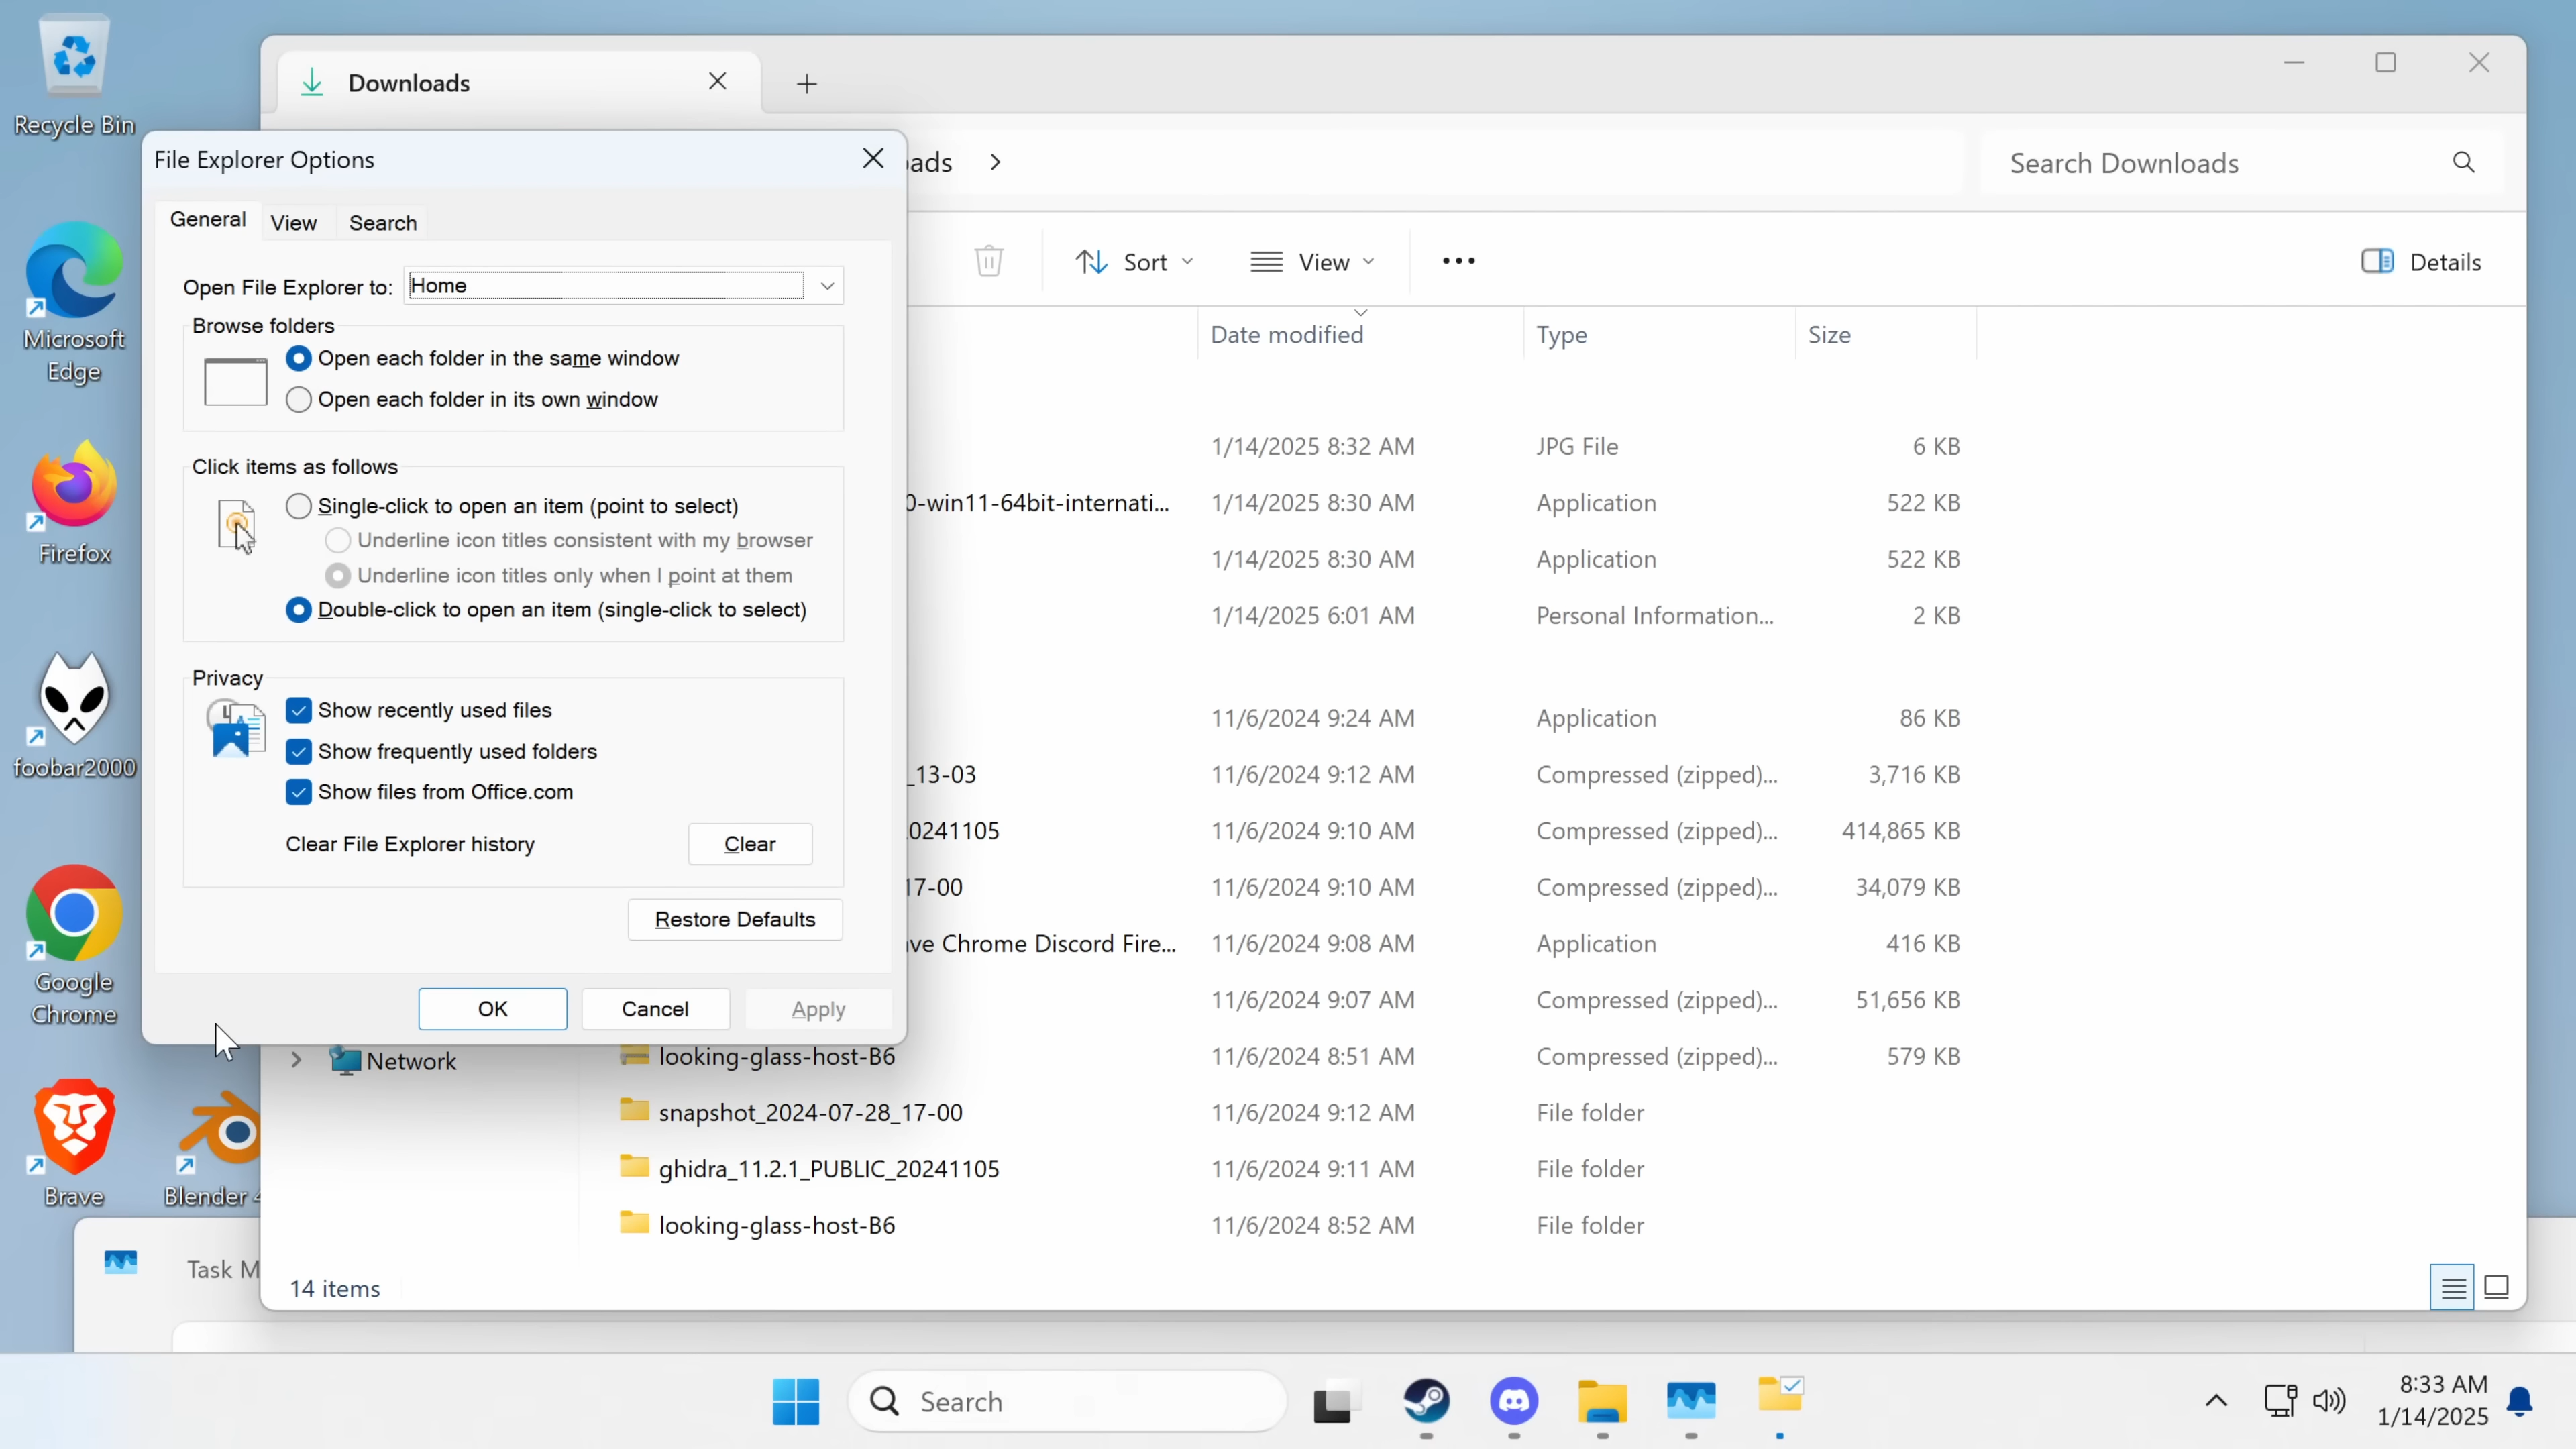 Recycle Bin
Microsoft
Edge
Firefox
foobar2000
Google
Chrome
Brave
Blender 4
Downloads
ads
Search Downloads
Sort
View
Details
File Explorer Options
General
View
Search
Open File Explorer to:
Home
Browse folders
Open each folder in the same window
Open each folder in its own window
Click items as follows
Single-click to open an item (point to select)
Underline icon titles consistent with my browser
Underline icon titles only when I point at them
Double-click to open an item (single-click to select)
Privacy
Show recently used files
Show frequently used folders
Show files from Office.com
Clear File Explorer history
Clear
Restore Defaults
OK
Cancel
Apply
Date modified Type Size
1/14/2025 8:32 AM JPG File 6 KB
0-win11-64bit-internati... 1/14/2025 8:30 AM Application 522 KB
1/14/2025 8:30 AM Application 522 KB
1/14/2025 6:01 AM Personal Information... 2 KB
11/6/2024 9:24 AM Application 86 KB
_13-03 11/6/2024 9:12 AM Compressed (zipped)... 3,716 KB
0241105 11/6/2024 9:10 AM Compressed (zipped)... 414,865 KB
17-00 11/6/2024 9:10 AM Compressed (zipped)... 34,079 KB
ve Chrome Discord Fire... 11/6/2024 9:08 AM Application 416 KB
11/6/2024 9:07 AM Compressed (zipped)... 51,656 KB
Network
looking-glass-host-B6 11/6/2024 8:51 AM Compressed (zipped)... 579 KB
snapshot_2024-07-28_17-00 11/6/2024 9:12 AM File folder
ghidra_11.2.1_PUBLIC_20241105 11/6/2024 9:11 AM File folder
looking-glass-host-B6 11/6/2024 8:52 AM File folder
14 items
Task M
Search
8:33 AM
1/14/2025